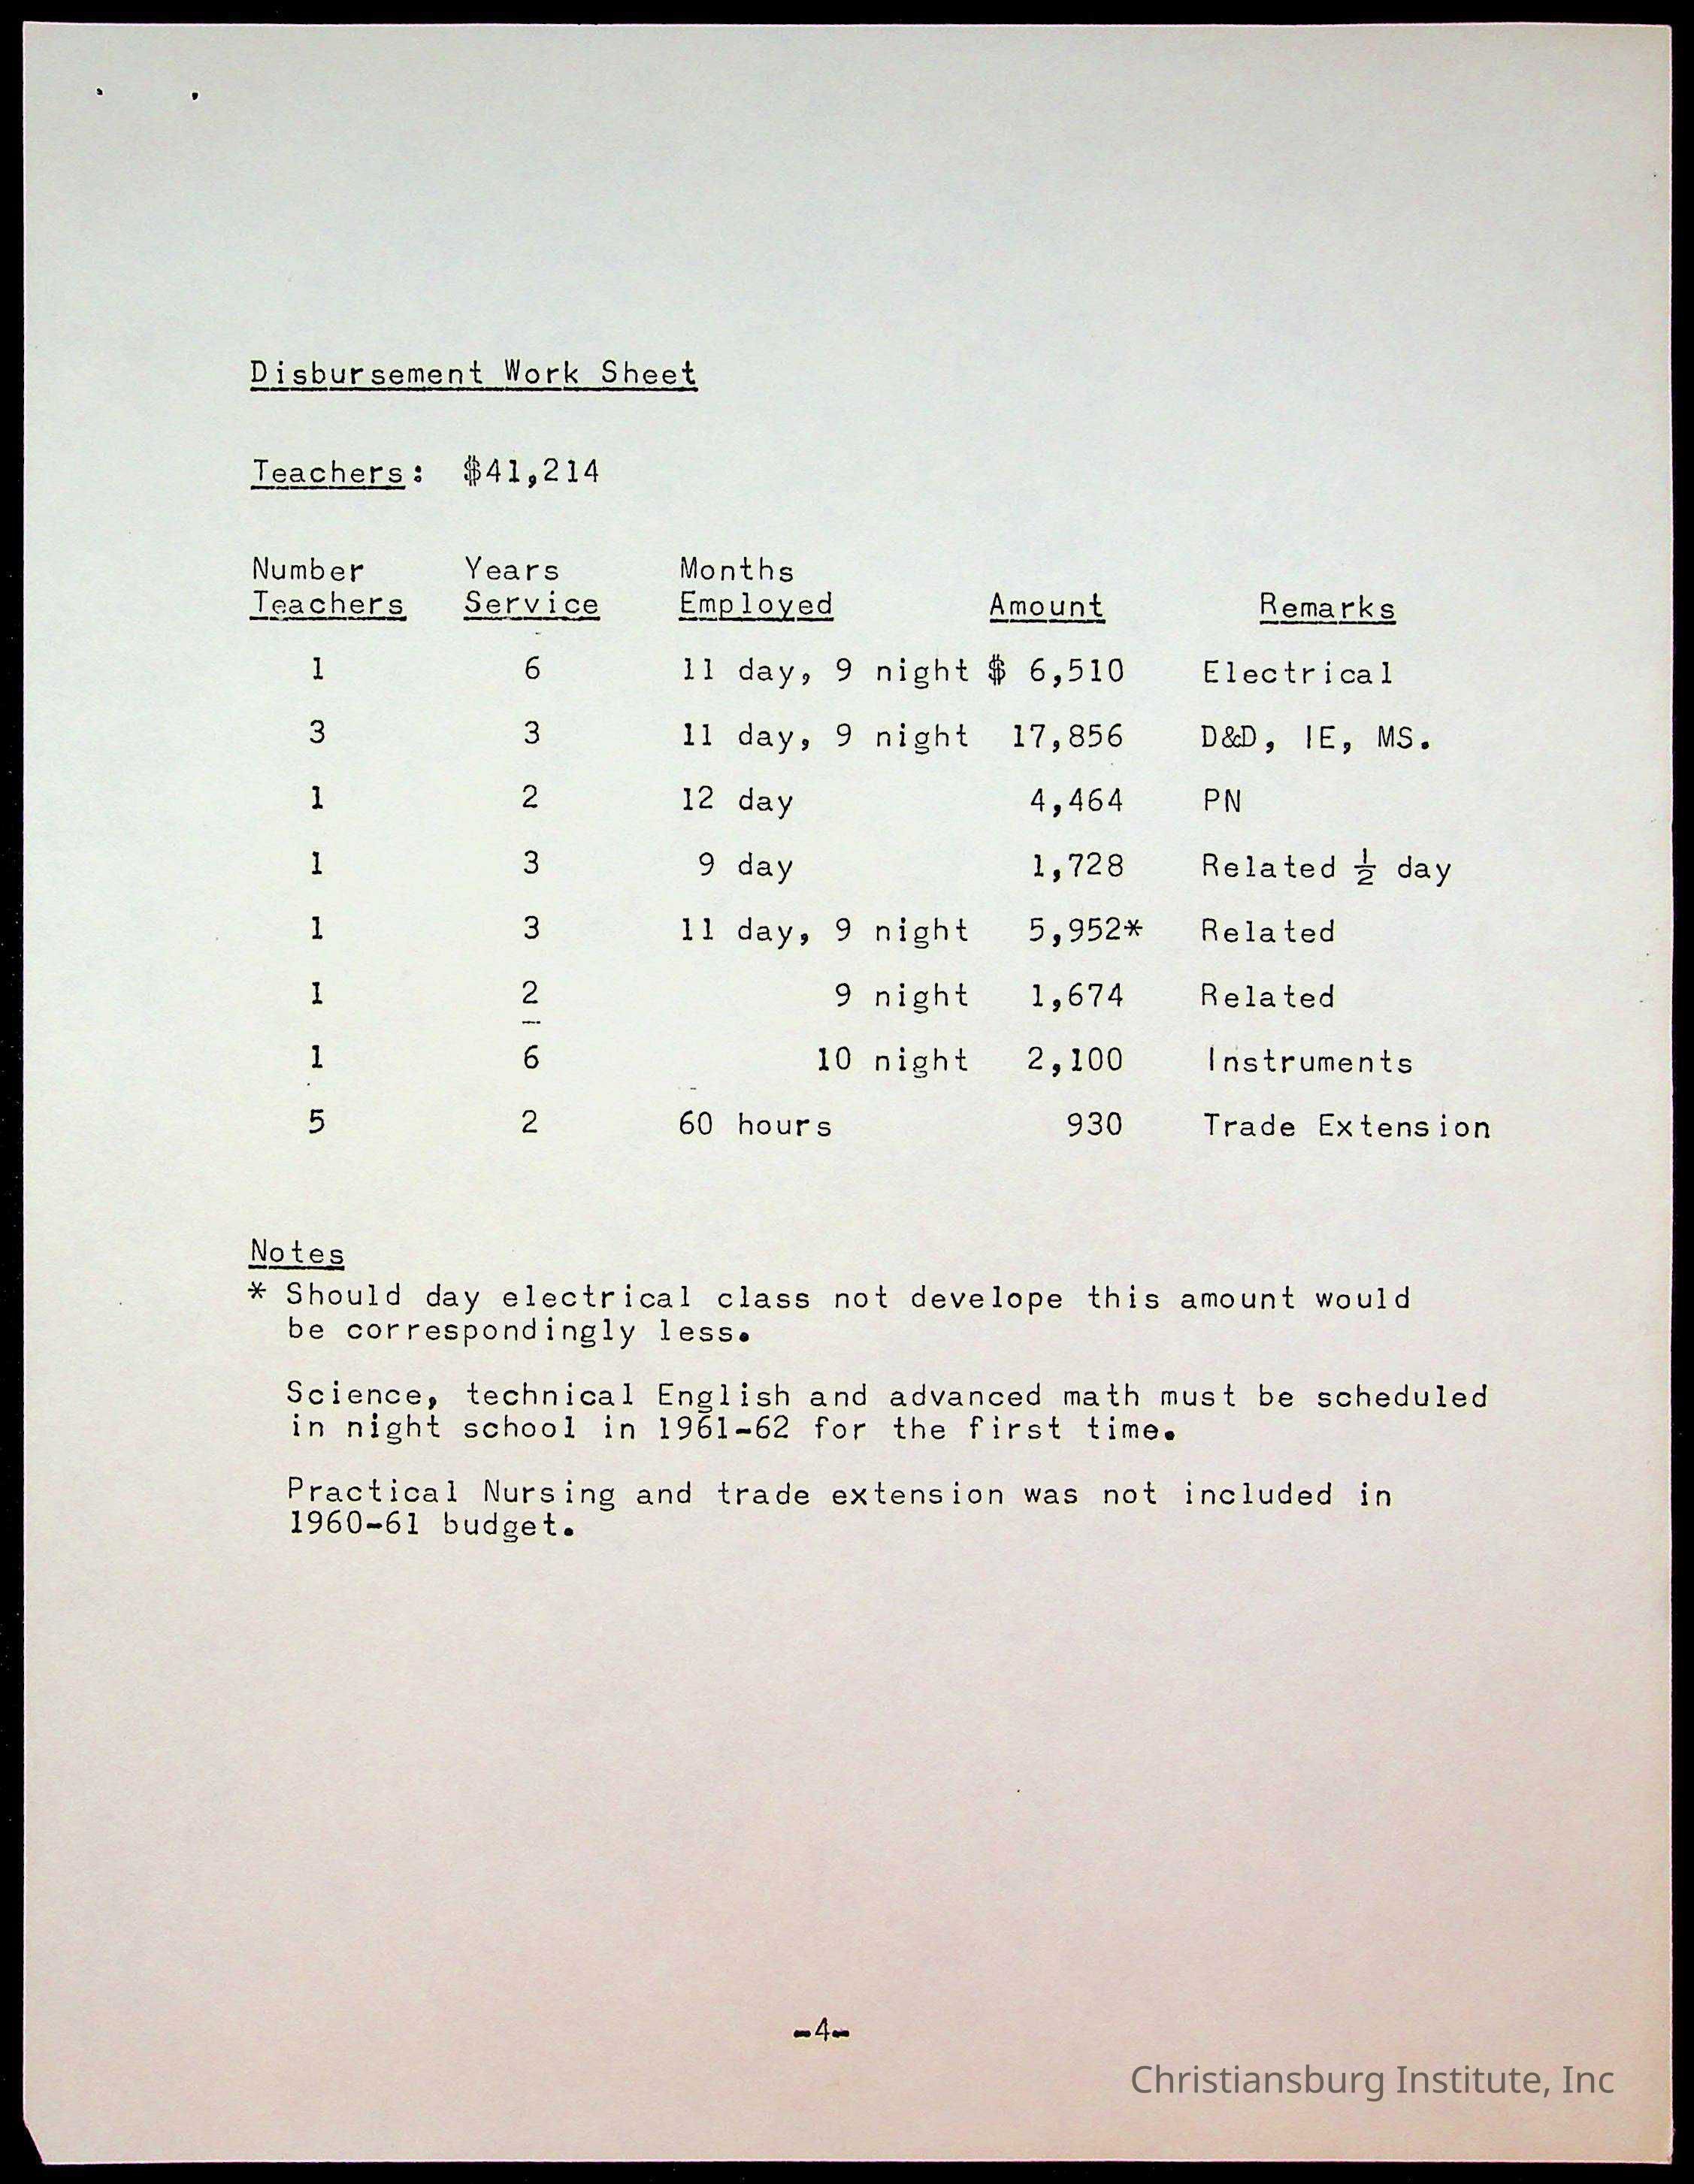 Disbursement Work Sheet
Teachers: $41,214
Number Years Months
Teachers Service Employed Amount Remarks
1 6 11 day, 9 night $ 6,510 Electrical
3 3 11 day, 9 night 17,856 D&D, IE, MS.
1 2 12 day 4,464 PN
1 3 9 day 1,728 Related ½ day
1 3 11 day, 9 night 5,952* Related
1 2 9 night 1,674 Related
1 6 10 night 2,100 Instruments
5 2 60 hours 930 Trade Extension
Notes
* Should day electrical class not develope this amount would
be correspondingly less.
Science, technical English and advanced math must be scheduled
in night school in 1961-62 for the first time.
Practical Nursing and trade extension was not included in
1960-61 budget.
-4-
Christiansburg Institute, Inc